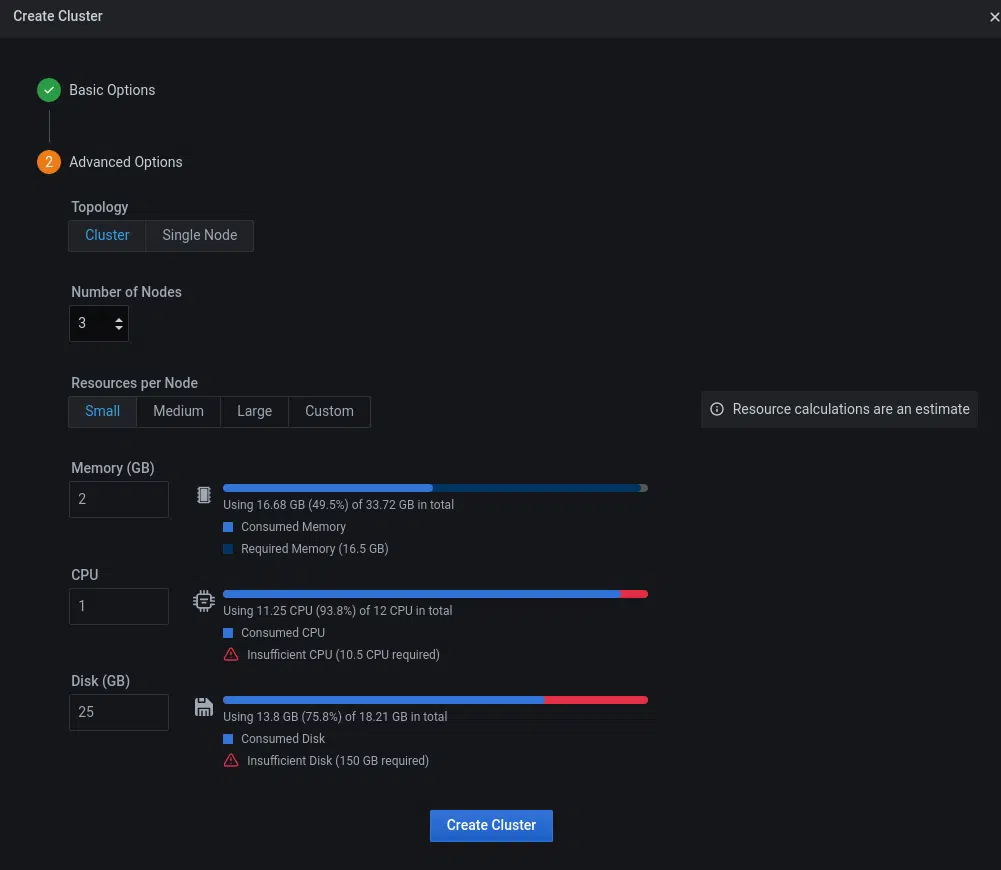 Create Cluster
Basic Options
2 Advanced Options
Topology
Cluster Single Node
Number of Nodes
3
Resources per Node
Small Medium Large Custom
Resource calculations are an estimate
Memory (GB)
2
Using 16.68 GB (49.5%) of 33.72 GB in total
Consumed Memory
Required Memory (16.5 GB)
CPU
1
Using 11.25 CPU (93.8%) of 12 CPU in total
Consumed CPU
Insufficient CPU (10.5 CPU required)
Disk (GB)
25
Using 13.8 GB (75.8%) of 18.21 GB in total
Consumed Disk
Insufficient Disk (150 GB required)
Create Cluster